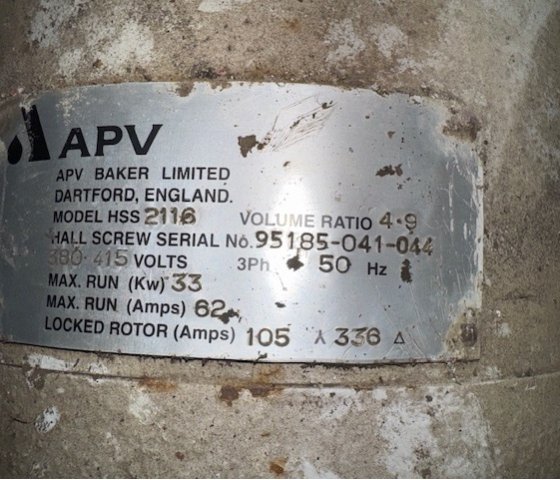 APV
APV BAKER LIMITED
DARTFORD, ENGLAND.
MODEL HSS 2116 VOLUME RATIO 4·9
HALL SCREW SERIAL No. 95185-041-044
380-415 VOLTS 3Ph 50 Hz
MAX. RUN (Kw) 33
MAX. RUN (Amps) 62
LOCKED ROTOR (Amps) 105 ⅄ 336 Δ